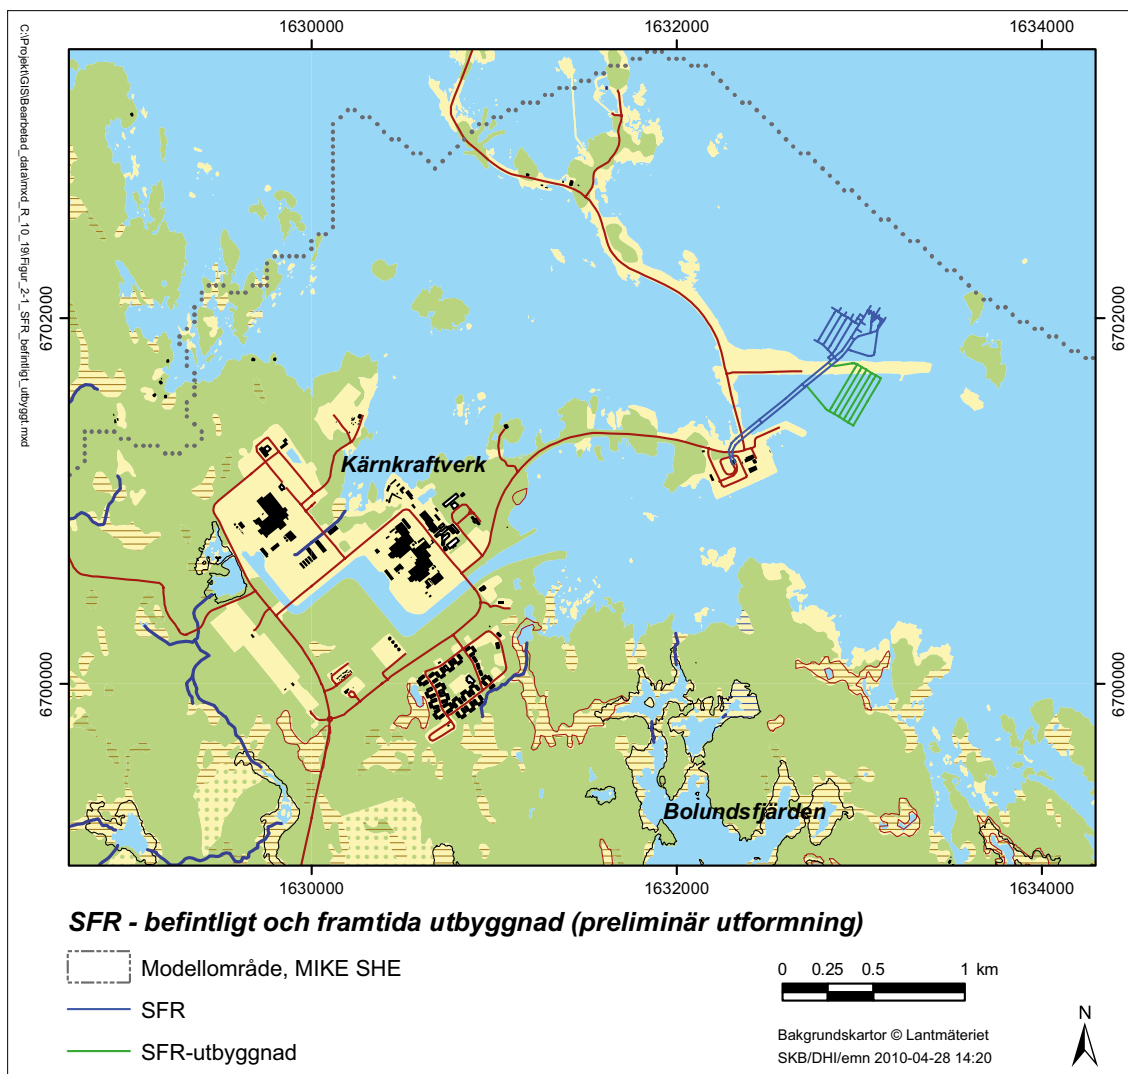 1630000 1632000 1634000
C:\Projekt\GIS\Bearbetad_data\mxd_R_10_19\Figur_2-1_SFR_befintligt_utbyggt.mxd
6702000 6702000
Kärnkraftverk
6700000 6700000
Bolundsfjärden
1630000 1632000 1634000
SFR - befintligt och framtida utbyggnad (preliminär utformning)
Modellområde, MIKE SHE
SFR
SFR-utbyggnad
0 0.25 0.5 1 km
Bakgrundskartor © Lantmäteriet
SKB/DHI/emn 2010-04-28 14:20
N